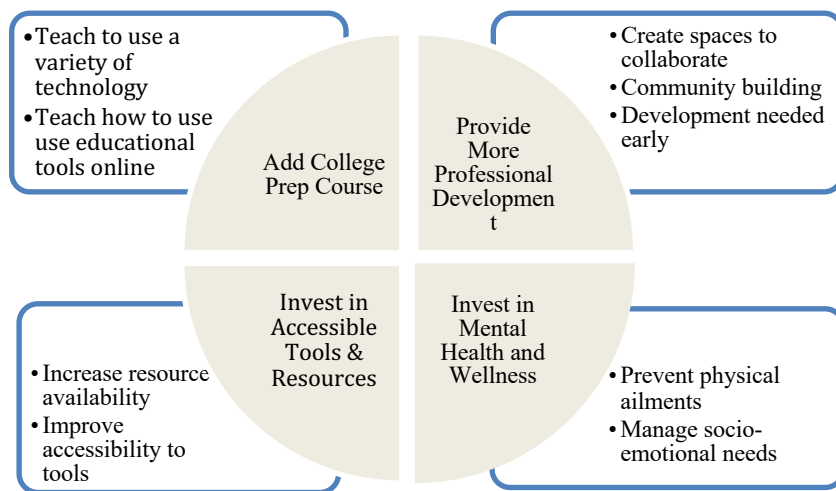 •Teach to use a
variety of
technology
•Teach how to use
use educational
tools online
Add College
Prep Course
Provide
More
Professional
Developmen
t
•Create spaces to
collaborate
•Community building
•Development needed
early
Invest in
Accessible
Tools &
Resources
•Increase resource
availability
•Improve
accessibility to
tools
Invest in
Mental
Health and
Wellness
•Prevent physical
ailments
•Manage socio-
emotional needs